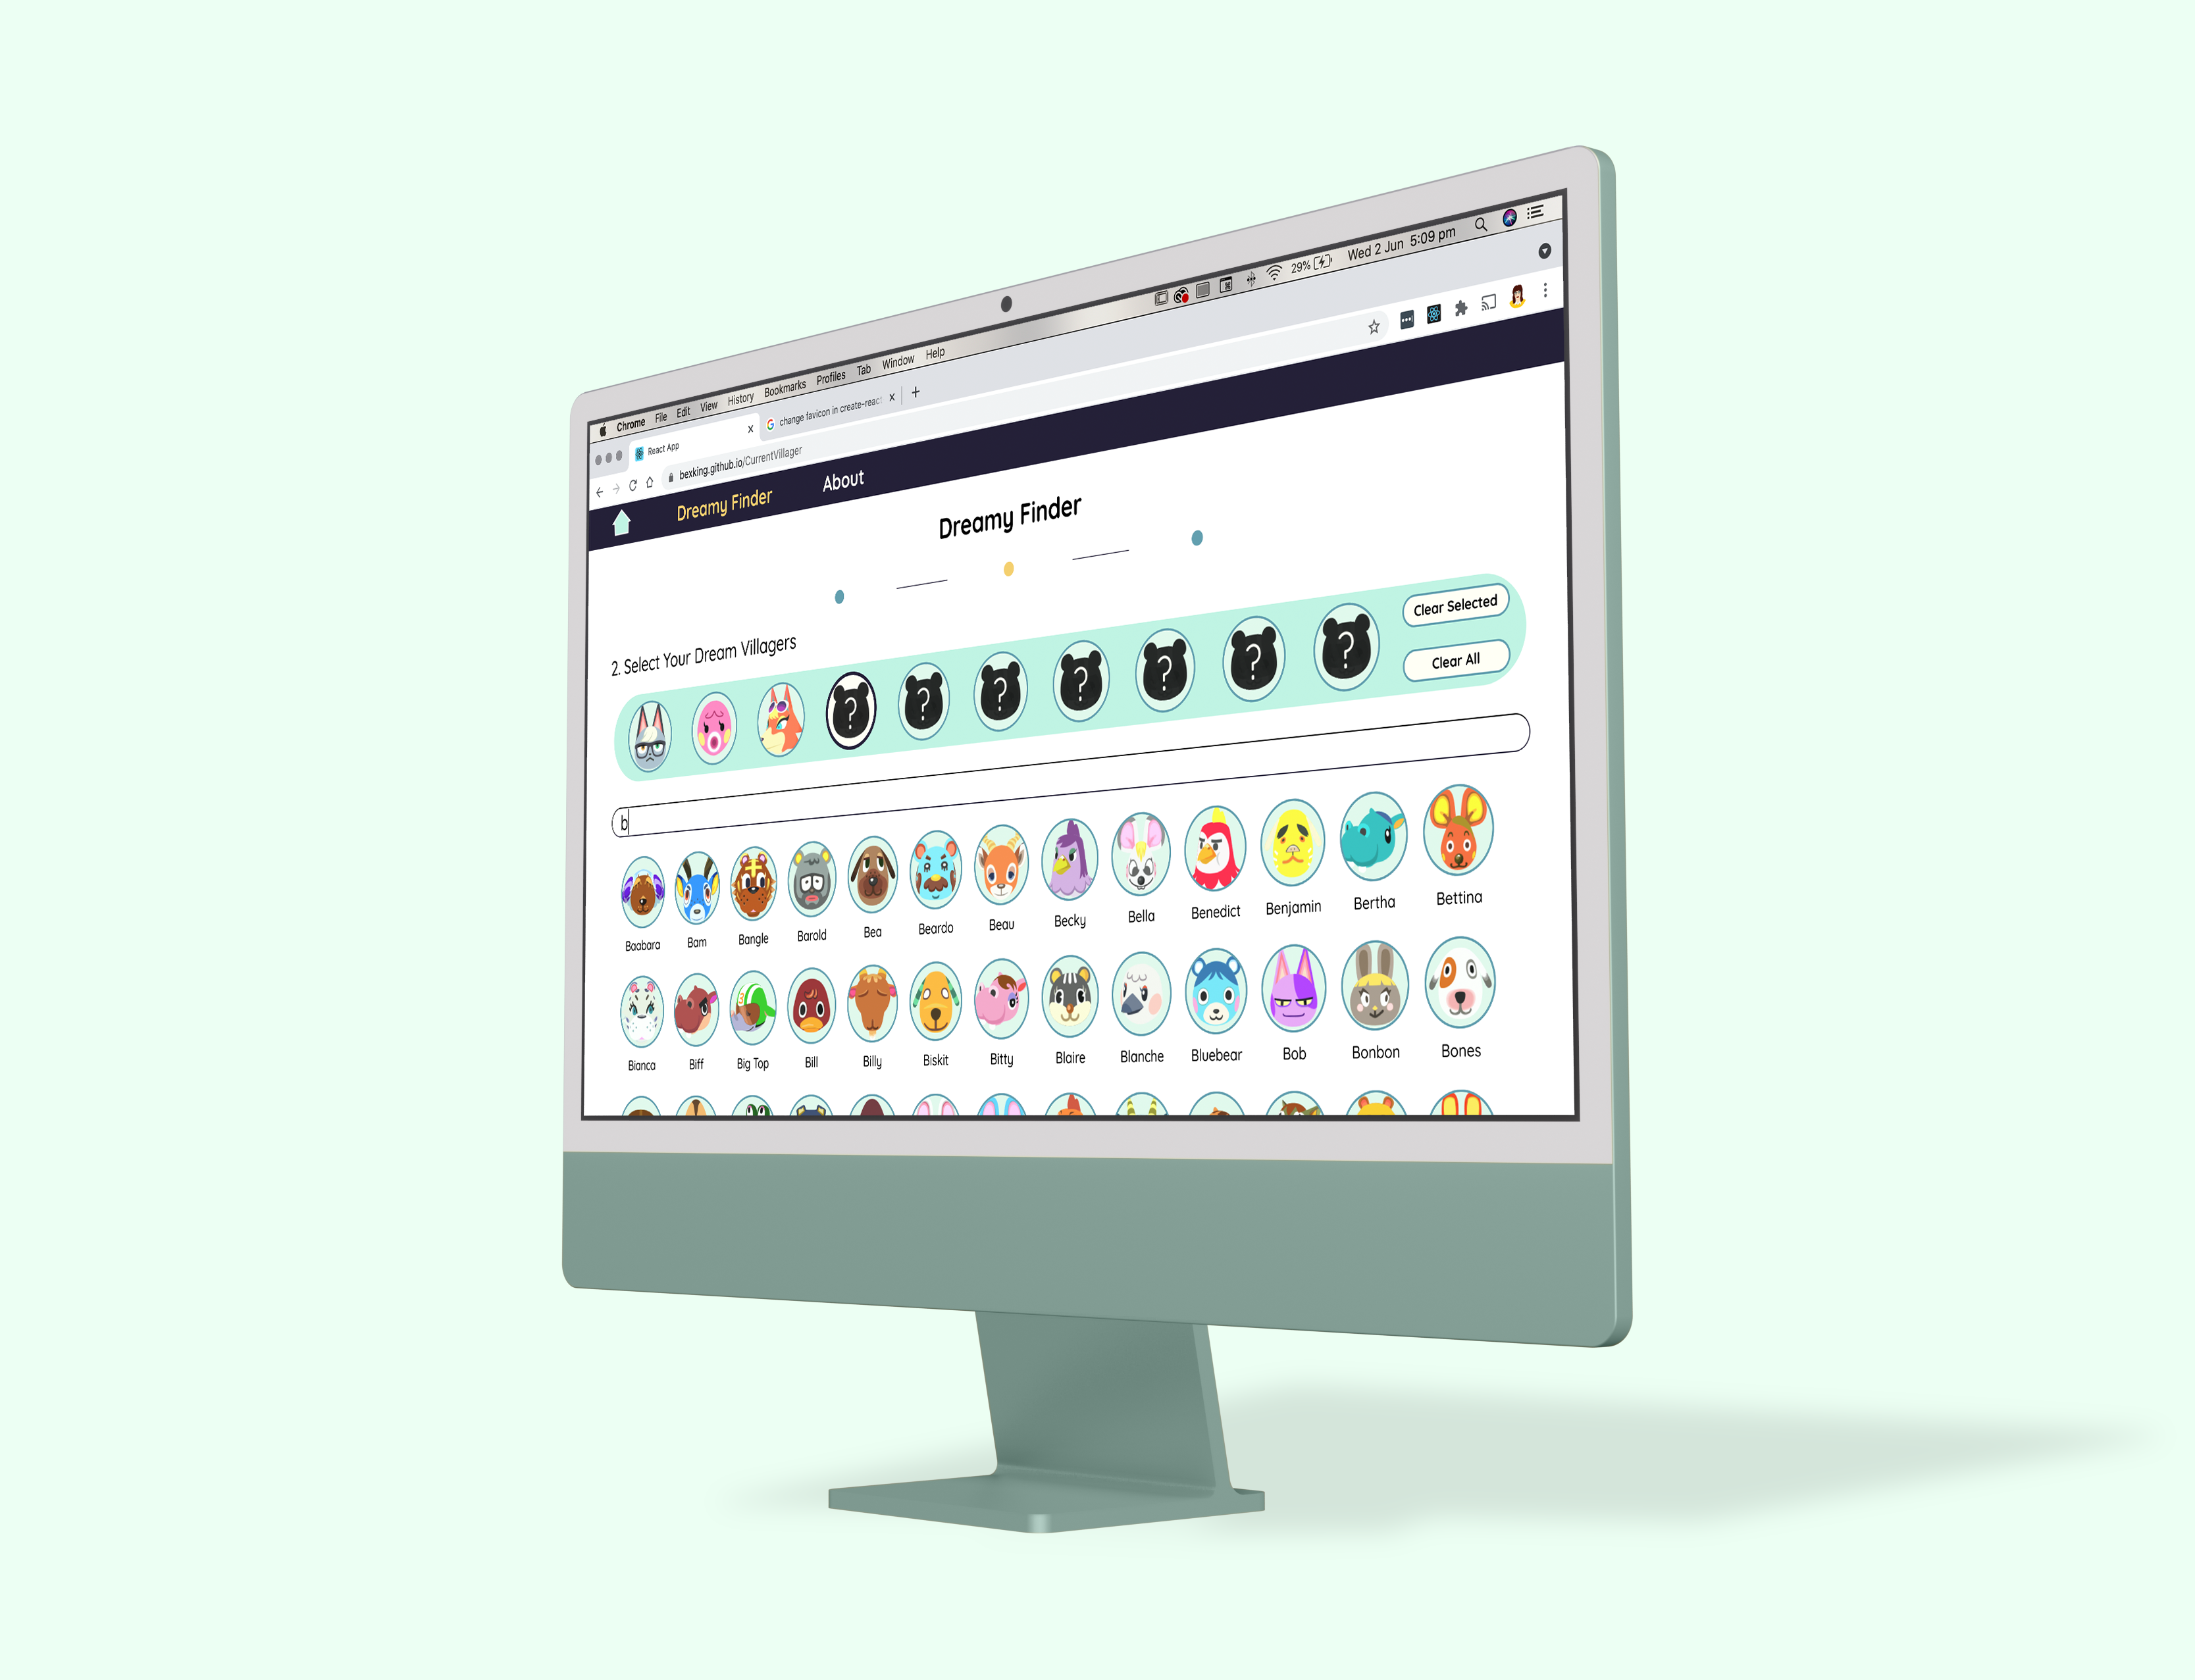 Chrome File Edit View History Bookmarks Profiles Tab Window Help 29% Wed 2 Jun 5:09 pm
React App change favicon in create-reac
bexking.github.io/CurrentVillager
Dreamy Finder About
Dreamy Finder
2. Select Your Dream Villagers
? ? ? ? ? ? ?
Clear Selected
Clear All
b
Baabara Bam Bangle Barold Bea Beardo Beau Becky Bella Benedict Benjamin Bertha Bettina
Bianca Biff Big Top Bill Billy Biskit Bitty Blaire Blanche Bluebear Bob Bonbon Bones